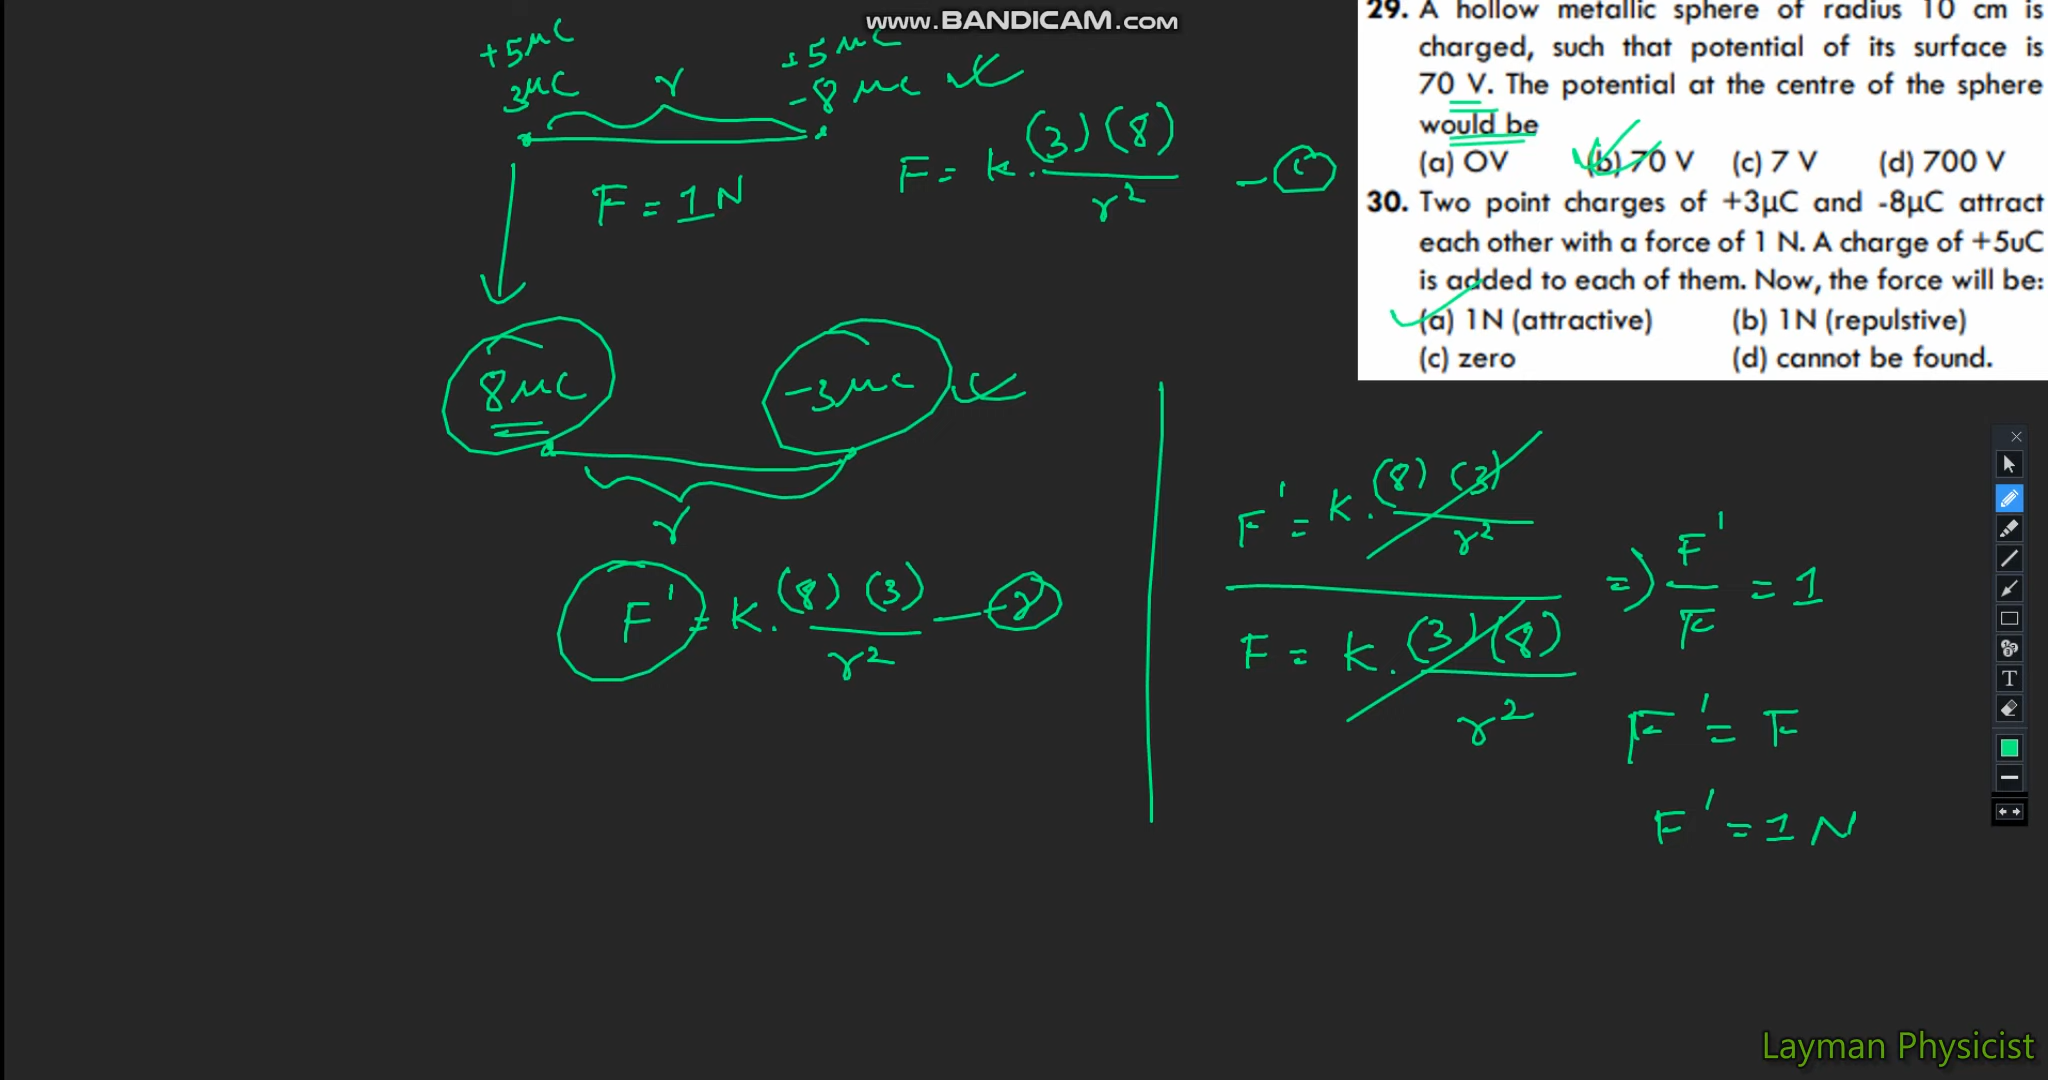 www.BANDICAM.com
+5μC
+5μC
3μC
r
-8μC
F = 1N
F = k. (3) (8) / r²
8μC
-3μC
r
F' = k. (8) (3) / r² - 2
29. A hollow metallic sphere of radius 10 cm is
charged, such that potential of its surface is
70 V. The potential at the centre of the sphere
would be
(a) OV (b) 70 V (c) 7 V (d) 700 V
30. Two point charges of +3μC and -8μC attract
each other with a force of 1 N. A charge of +5uC
is added to each of them. Now, the force will be:
(a) 1N (attractive) (b) 1N (repulstive)
(c) zero (d) cannot be found.
F' = k. (8) (3) / r²
F = k. (3) (8) / r²
=) F' / F = 1
F' = F
F' = 1 N
T
Layman Physicist